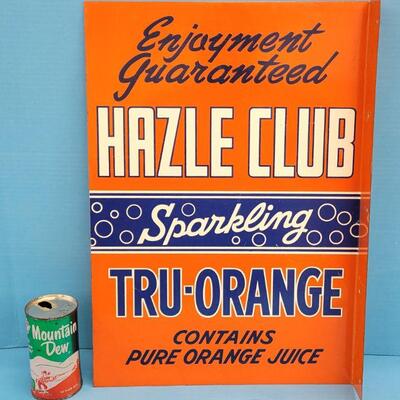 Enjoyment
Guaranteed
HAZLE CLUB
Sparkling
TRU-ORANGE
CONTAINS
PURE ORANGE JUICE
Mountain
Dew